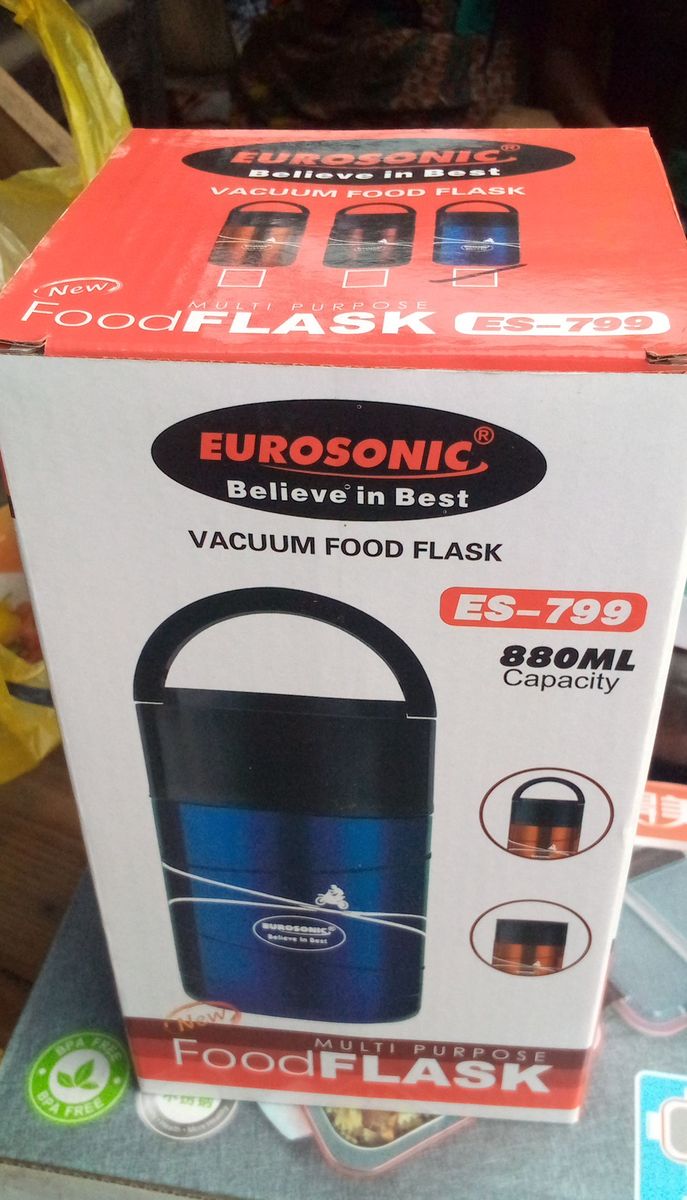 EUROSONIC®
Believe in Best
VACUUM FOOD FLASK
New
MULTI PURPOSE
FoodFLASK ES-799
EUROSONIC®
Believe in Best
VACUUM FOOD FLASK
ES-799
880ML
Capacity
EUROSONIC®
Believe in Best
New
MULTI PURPOSE
FoodFLASK
BPA FREE
BPA FREE